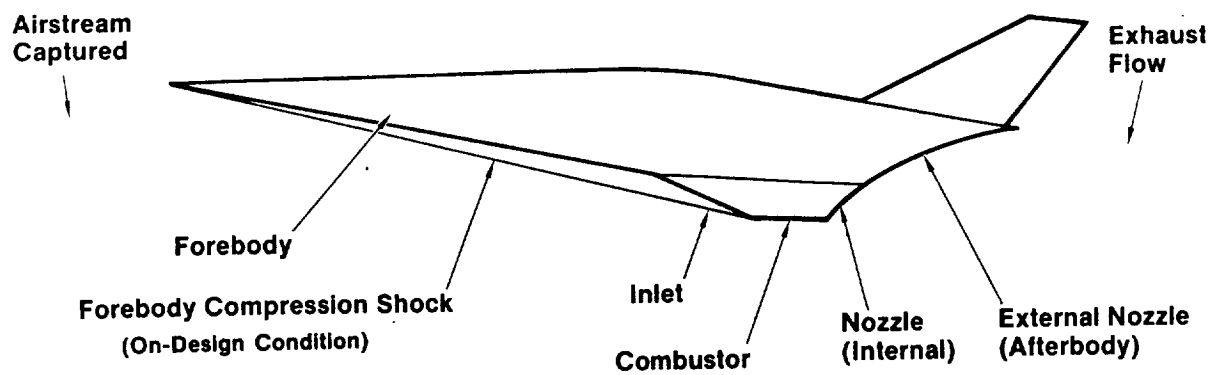 Airstream
Captured
Exhaust
Flow
Forebody
Forebody Compression Shock
(On-Design Condition)
Inlet
Combustor
Nozzle
(Internal)
External Nozzle
(Afterbody)